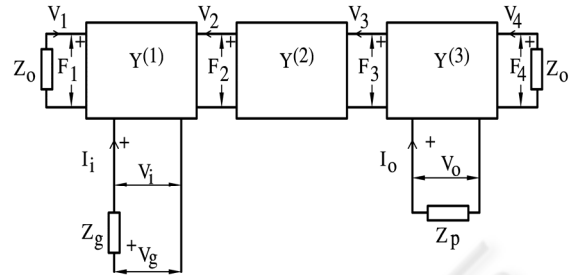 V1 V2 V3 V4
+ + + +
Zo F1 Y(1) F2 Y(2) F3 Y(3) F4 Zo
+ +
Ii Vi Io Vo
Zg +Vg Zp